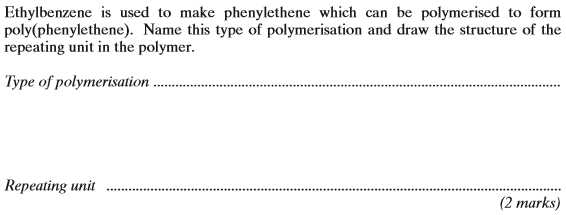 Ethylbenzene is used to make phenylethene which can be polymerised to form
poly(phenylethene). Name this type of polymerisation and draw the structure of the
repeating unit in the polymer.
Type of polymerisation ..........................................................................................................
Repeating unit ......................................................................................................................
(2 marks)